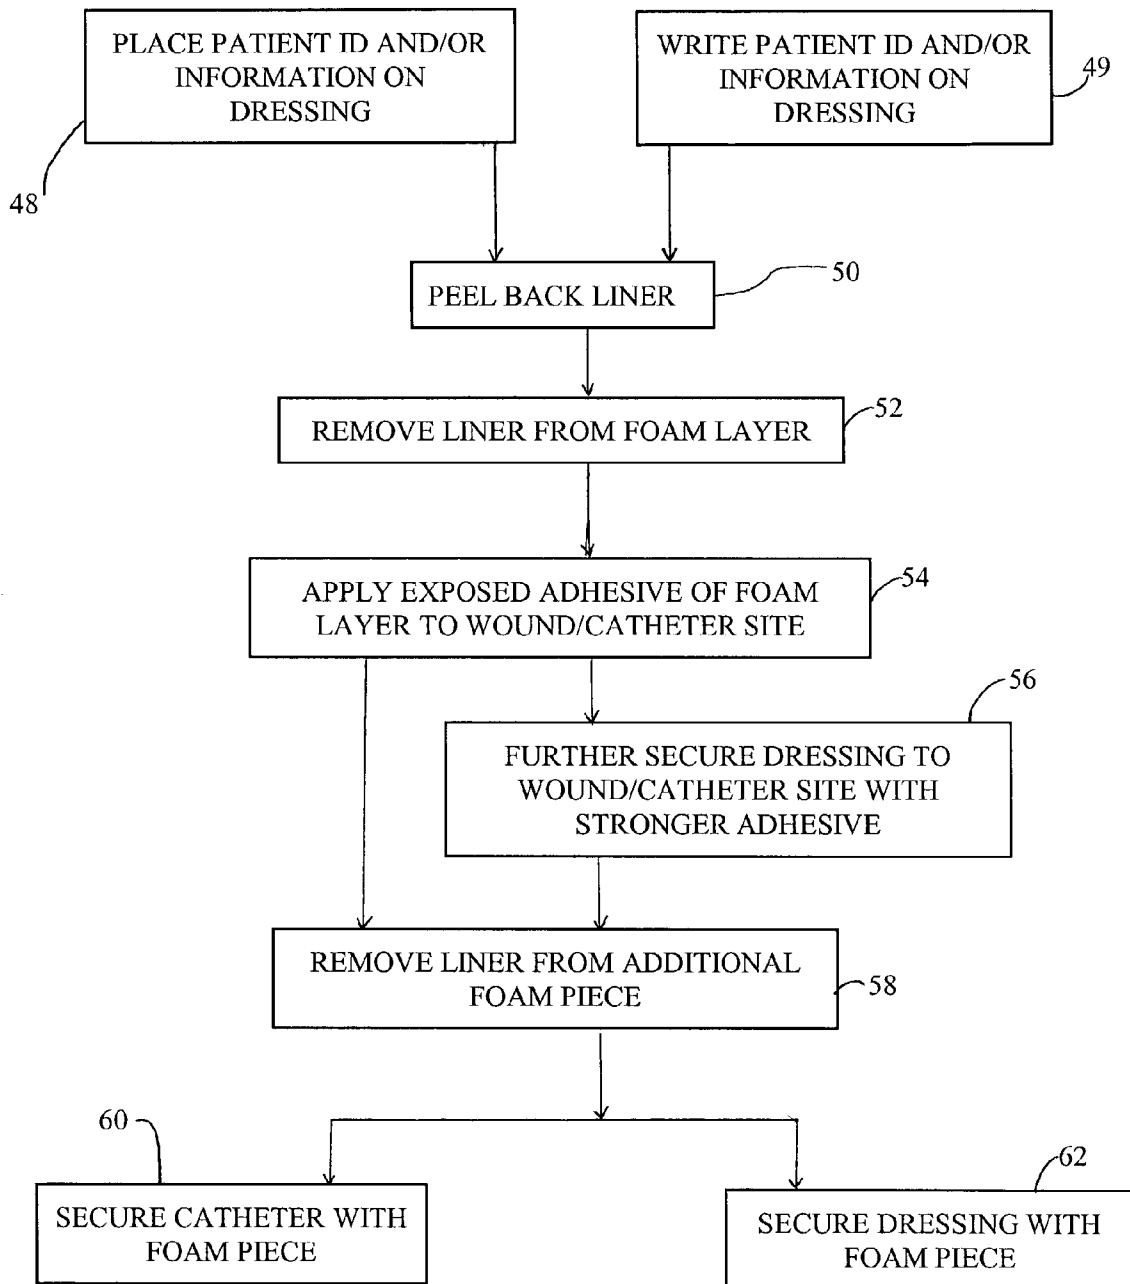 PLACE PATIENT ID AND/OR
INFORMATION ON
DRESSING
48
WRITE PATIENT ID AND/OR
INFORMATION ON
DRESSING
49
PEEL BACK LINER
50
REMOVE LINER FROM FOAM LAYER
52
APPLY EXPOSED ADHESIVE OF FOAM
LAYER TO WOUND/CATHETER SITE
54
FURTHER SECURE DRESSING TO
WOUND/CATHETER SITE WITH
STRONGER ADHESIVE
56
REMOVE LINER FROM ADDITIONAL
FOAM PIECE
58
60
SECURE CATHETER WITH
FOAM PIECE
62
SECURE DRESSING WITH
FOAM PIECE